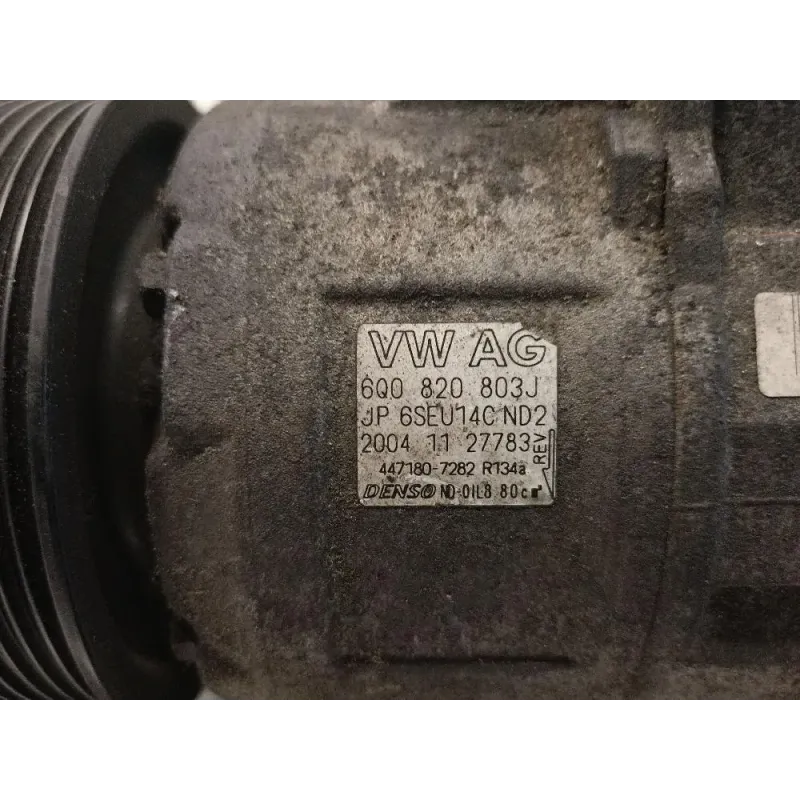 VW AG
6Q0 820 803J
JP 6SEU14C ND2
2004 11 27783
REV
447180-7282 R134a
DENSO ND-OIL8 80cm³